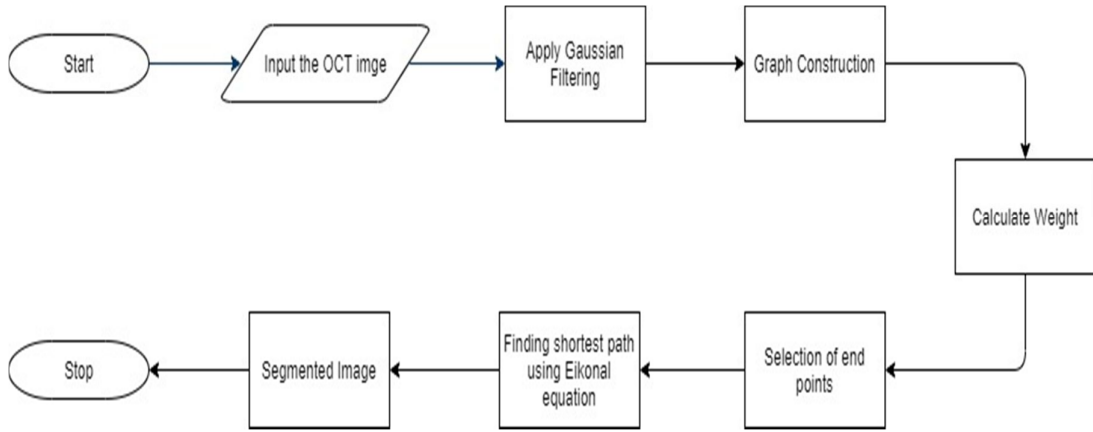 Start
Input the OCT imge
Apply Gaussian
Filtering
Graph Construction
Calculate Weight
Selection of end
points
Finding shortest path
using Eikonal
equation
Segmented Image
Stop